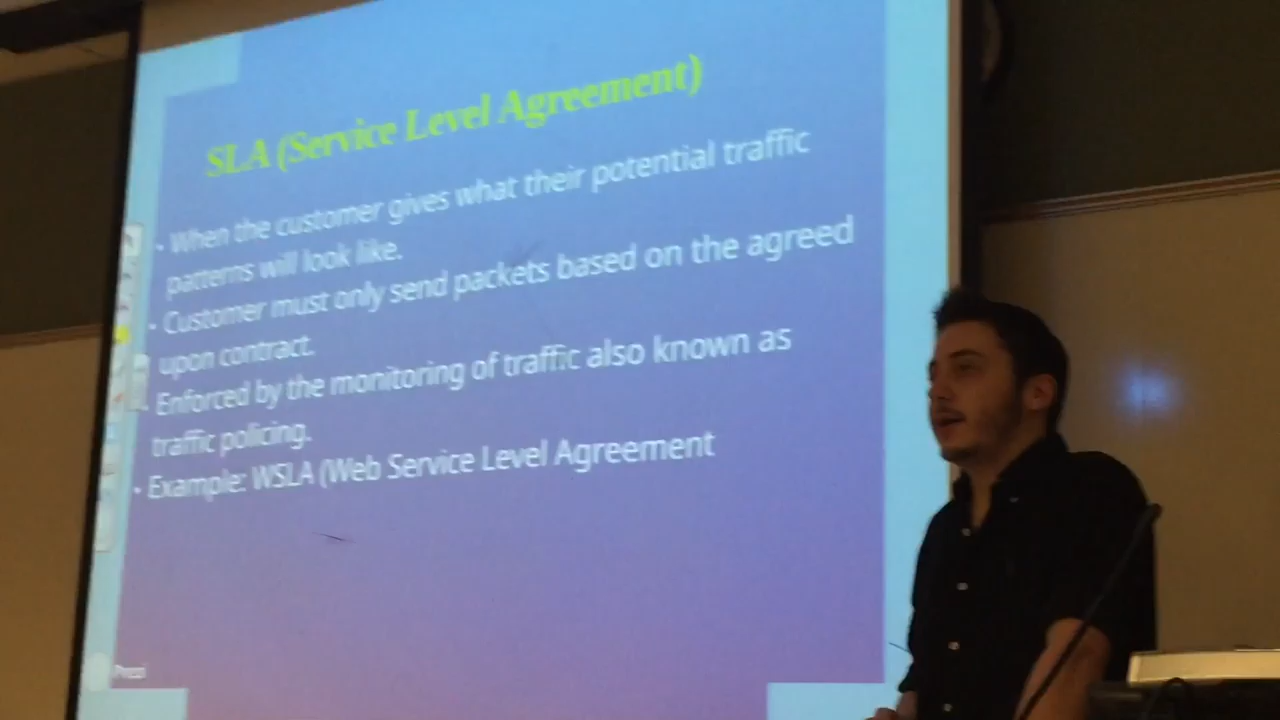 SLA (Service Level Agreement)
· When the customer gives what their potential traffic
patterns will look like.
· Customer must only send packets based on the agreed
upon contract.
· Enforced by the monitoring of traffic also known as
traffic policing.
· Example: WSLA (Web Service Level Agreement
Prezi